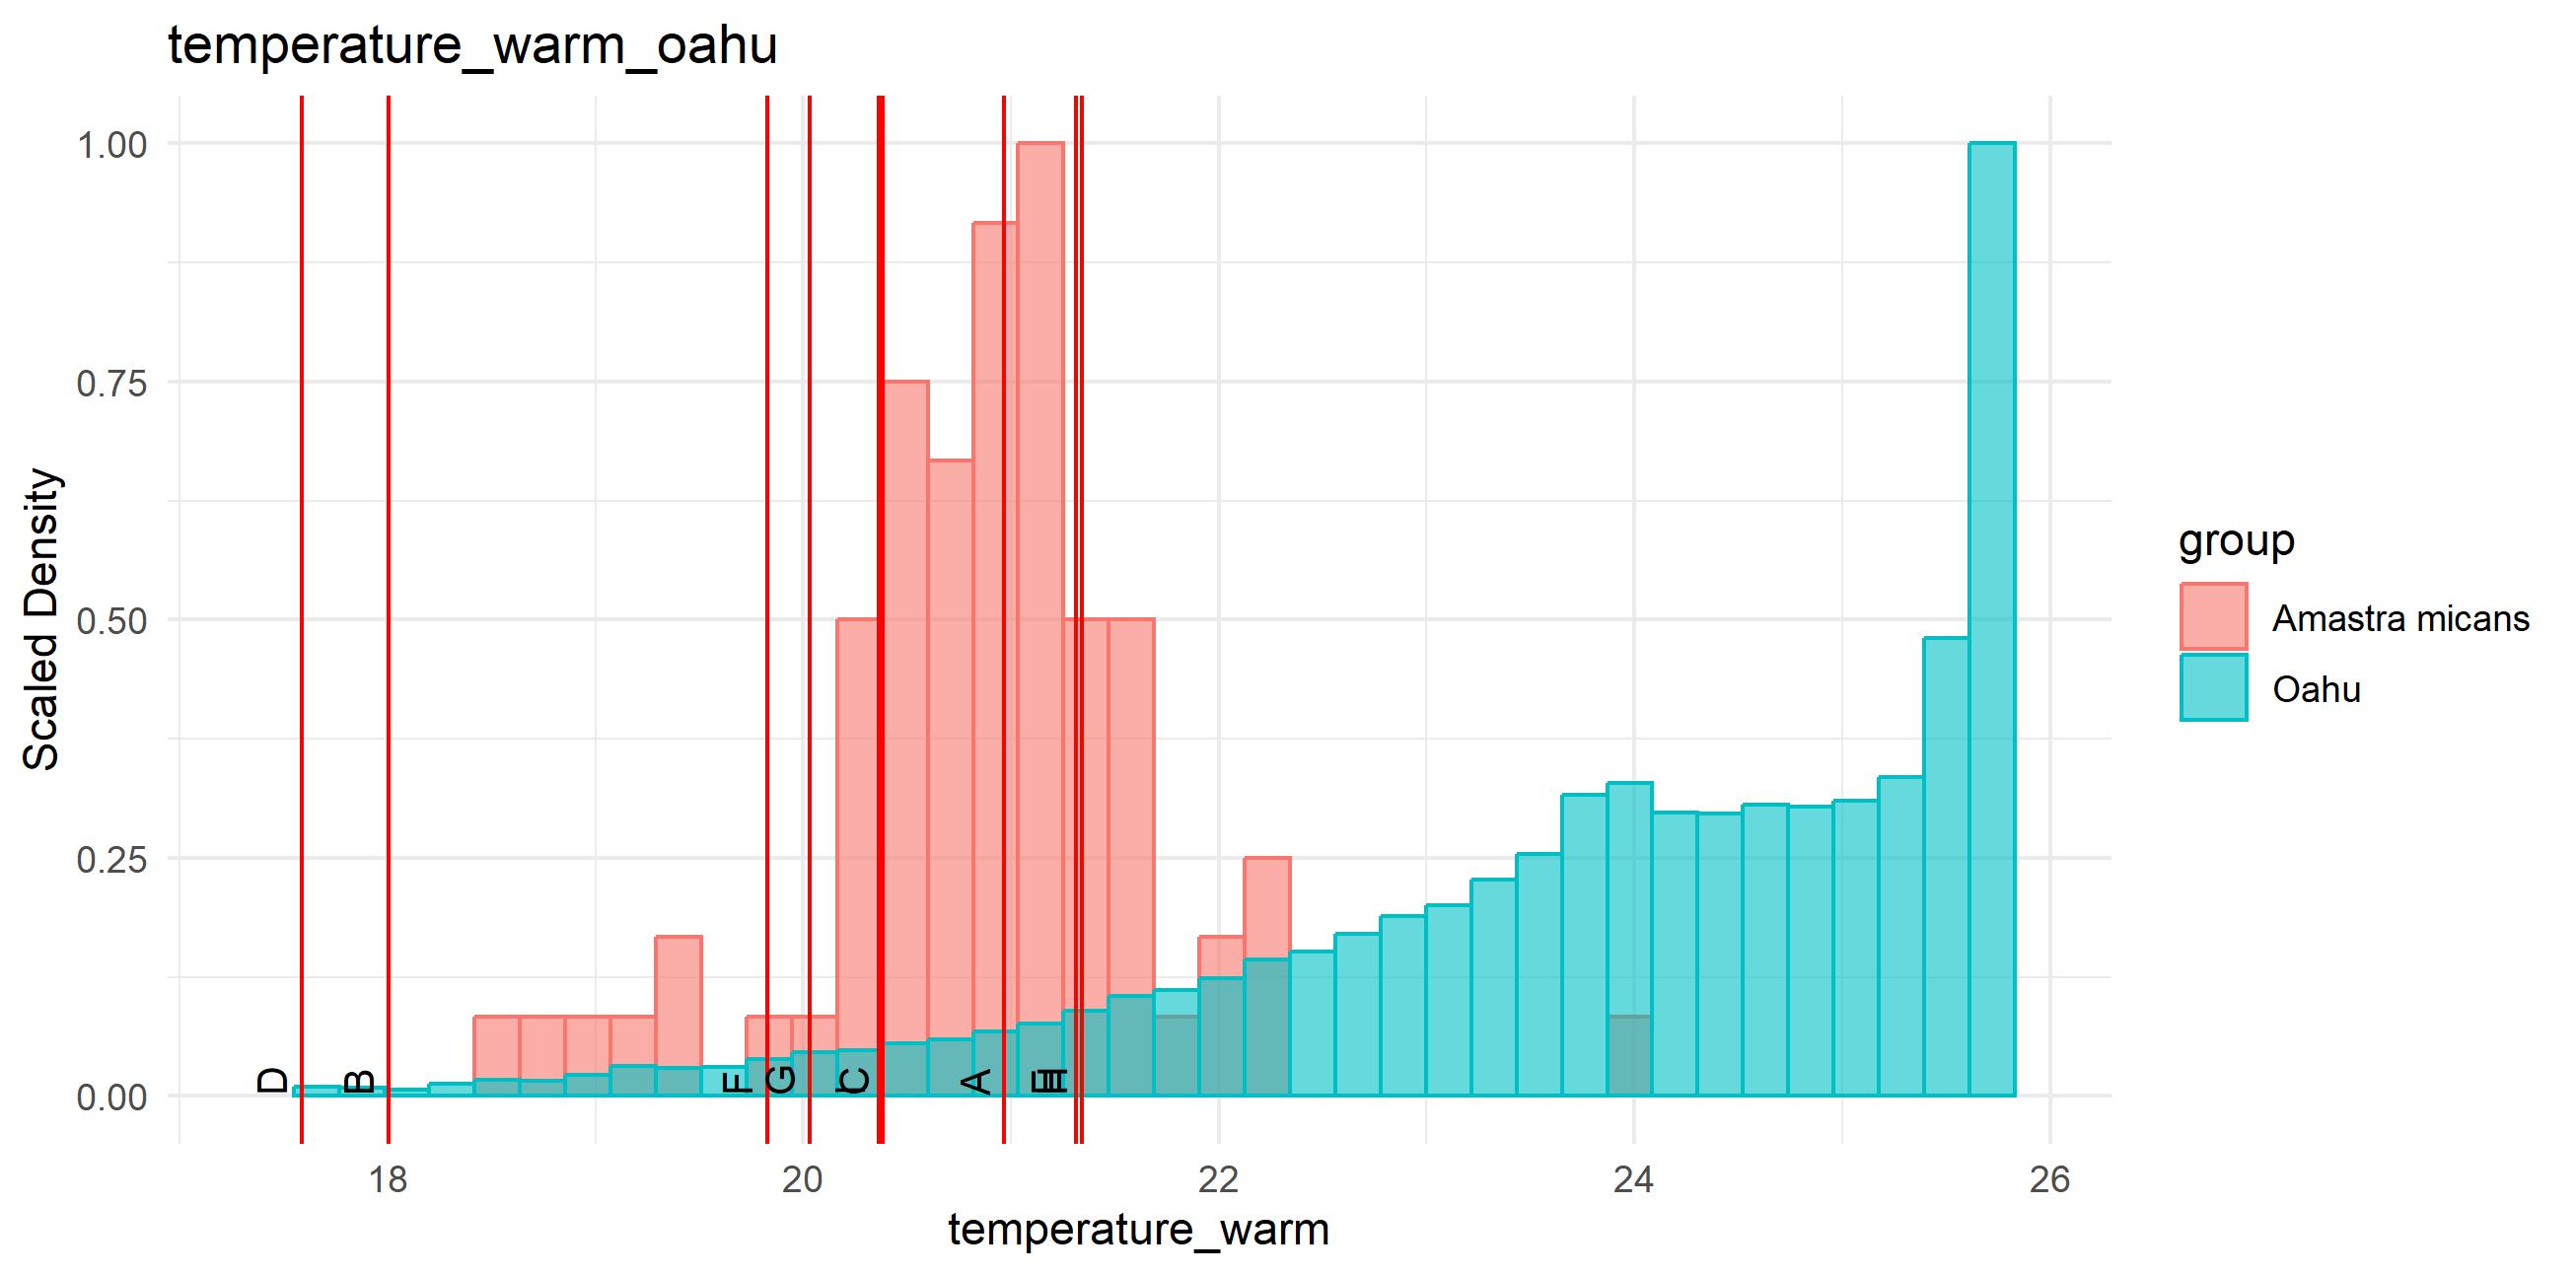 temperature_warm_oahu
Scaled Density
1.00
0.75
0.50
0.25
0.00
D
B
F
G
C
A
18
20
22
24
26
temperature_warm
group
Amastra micans
Oahu